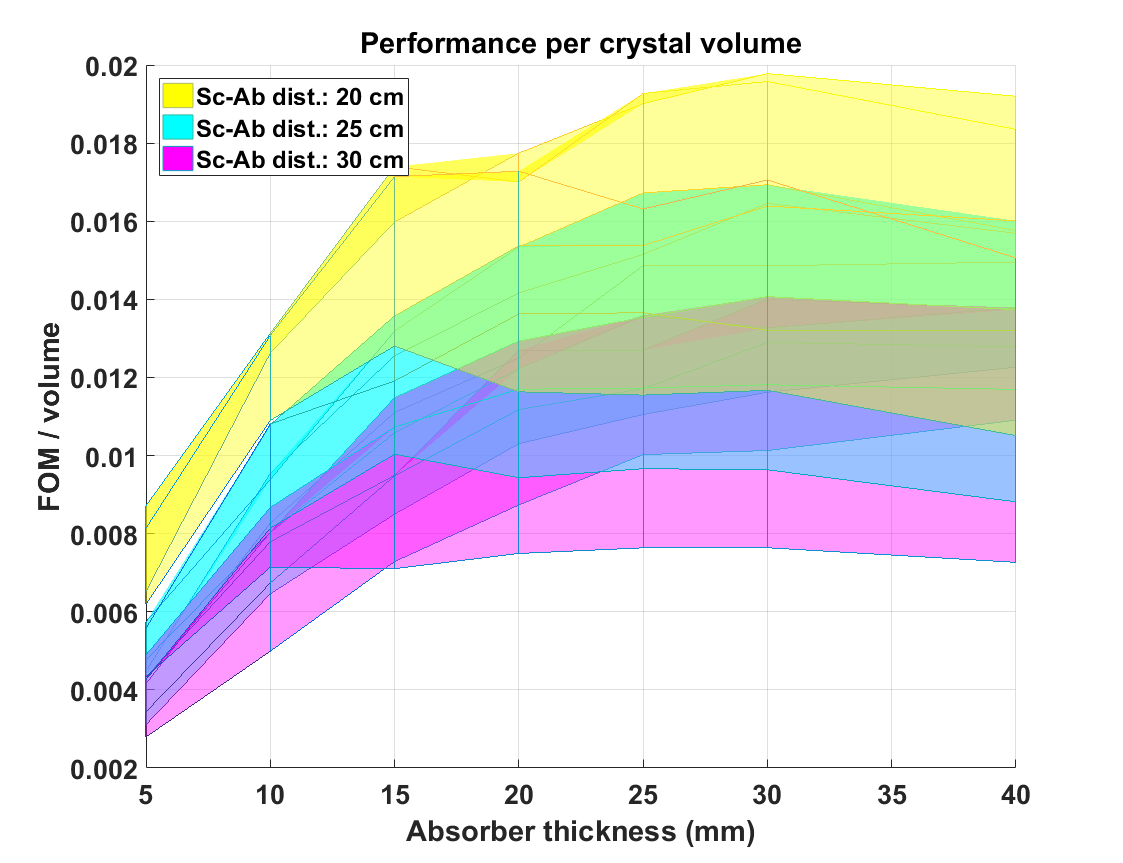 Performance per crystal volume
0.02
0.018
0.016
0.014
0.012
0.01
0.008
0.006
0.004
0.002
FOM / volume
Sc-Ab dist.: 20 cm
Sc-Ab dist.: 25 cm
Sc-Ab dist.: 30 cm
5 10 15 20 25 30 35 40
Absorber thickness (mm)